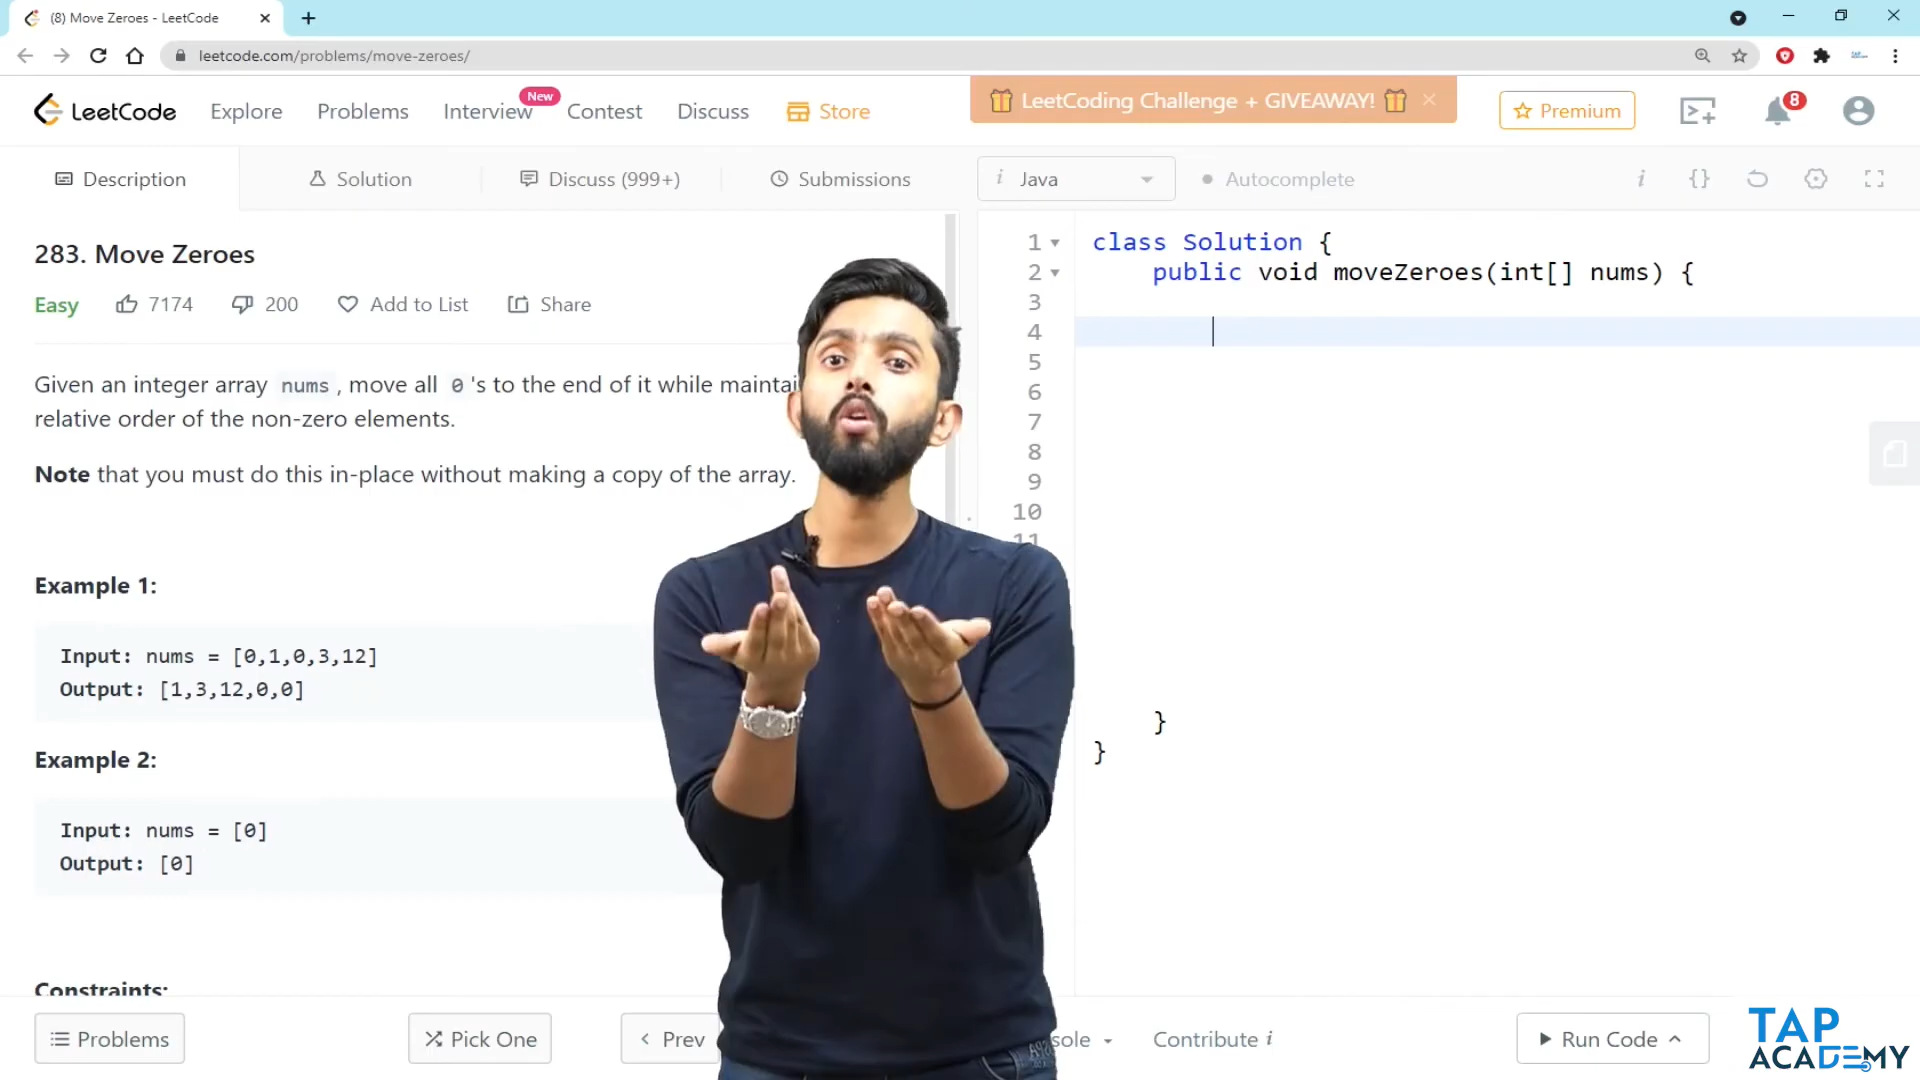 (8) Move Zeroes - LeetCode
leetcode.com/problems/move-zeroes/
LeetCode Explore Problems Interview New Contest Discuss Store
LeetCoding Challenge + GIVEAWAY!
Premium
8
Description Solution Discuss (999+) Submissions
i Java Autocomplete i {}
283. Move Zeroes
Easy 7174 200 Add to List Share
Given an integer array nums, move all 0's to the end of it while
relative order of the non-zero elements.
Note that you must do this in-place without making a copy of the array.
Example 1:
Input: nums = [0,1,0,3,12]
Output: [1,3,12,0,0]
Example 2:
Input: nums = [0]
Output: [0]
Constraints:
1 class Solution {
2 public void moveZeroes(int[] nums) {
3
4
5
6
7
8
9
10
11
}
}
Problems Pick One Prev Contribute i Run Code
TAP
ACADEMY